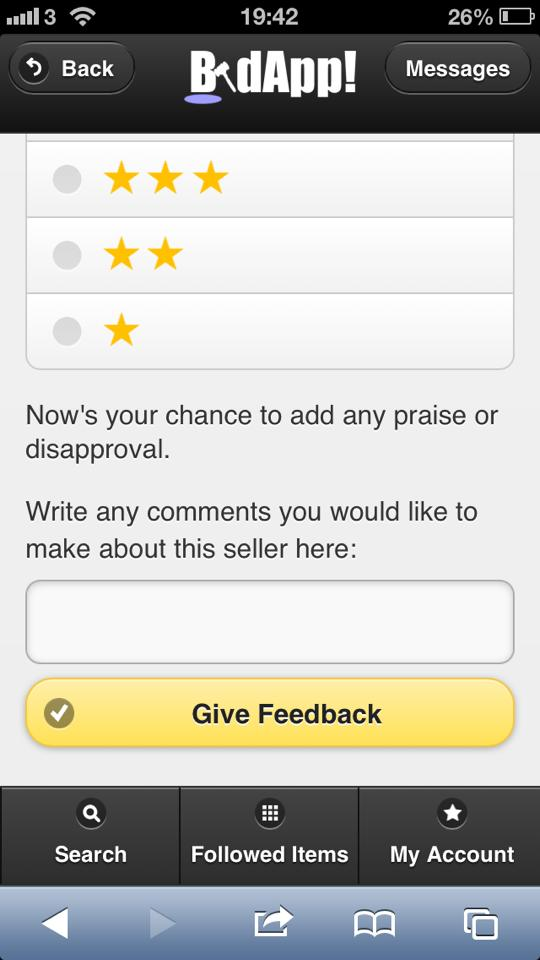 3 19:42 26%
Back BidApp! Messages
Now's your chance to add any praise or
disapproval.
Write any comments you would like to
make about this seller here:
Give Feedback
Search Followed Items My Account